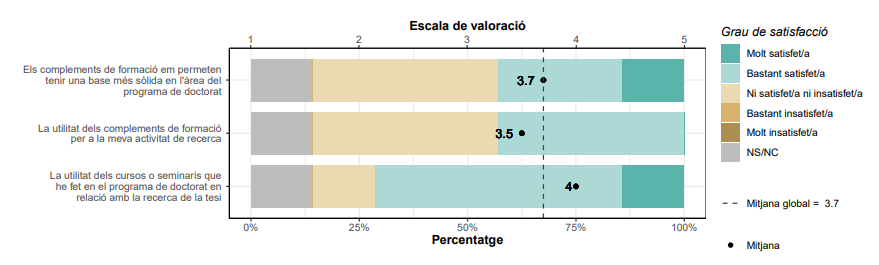 Escala de valoració
1 2 3 4 5
Els complements de formació em permeten
tenir una base més sòlida en l'àrea del
programa de doctorat
3.7
La utilitat dels complements de formació
per a la meva activitat de recerca
3.5
La utilitat dels cursos o seminaris que
he fet en el programa de doctorat en
relació amb la recerca de la tesi
4
0% 25% 50% 75% 100%
Percentatge
Grau de satisfacció
Molt satisfet/a
Bastant satisfet/a
Ni satisfet/a ni insatisfet/a
Bastant insatisfet/a
Molt insatisfet/a
NS/NC
Mitjana global = 3.7
Mitjana